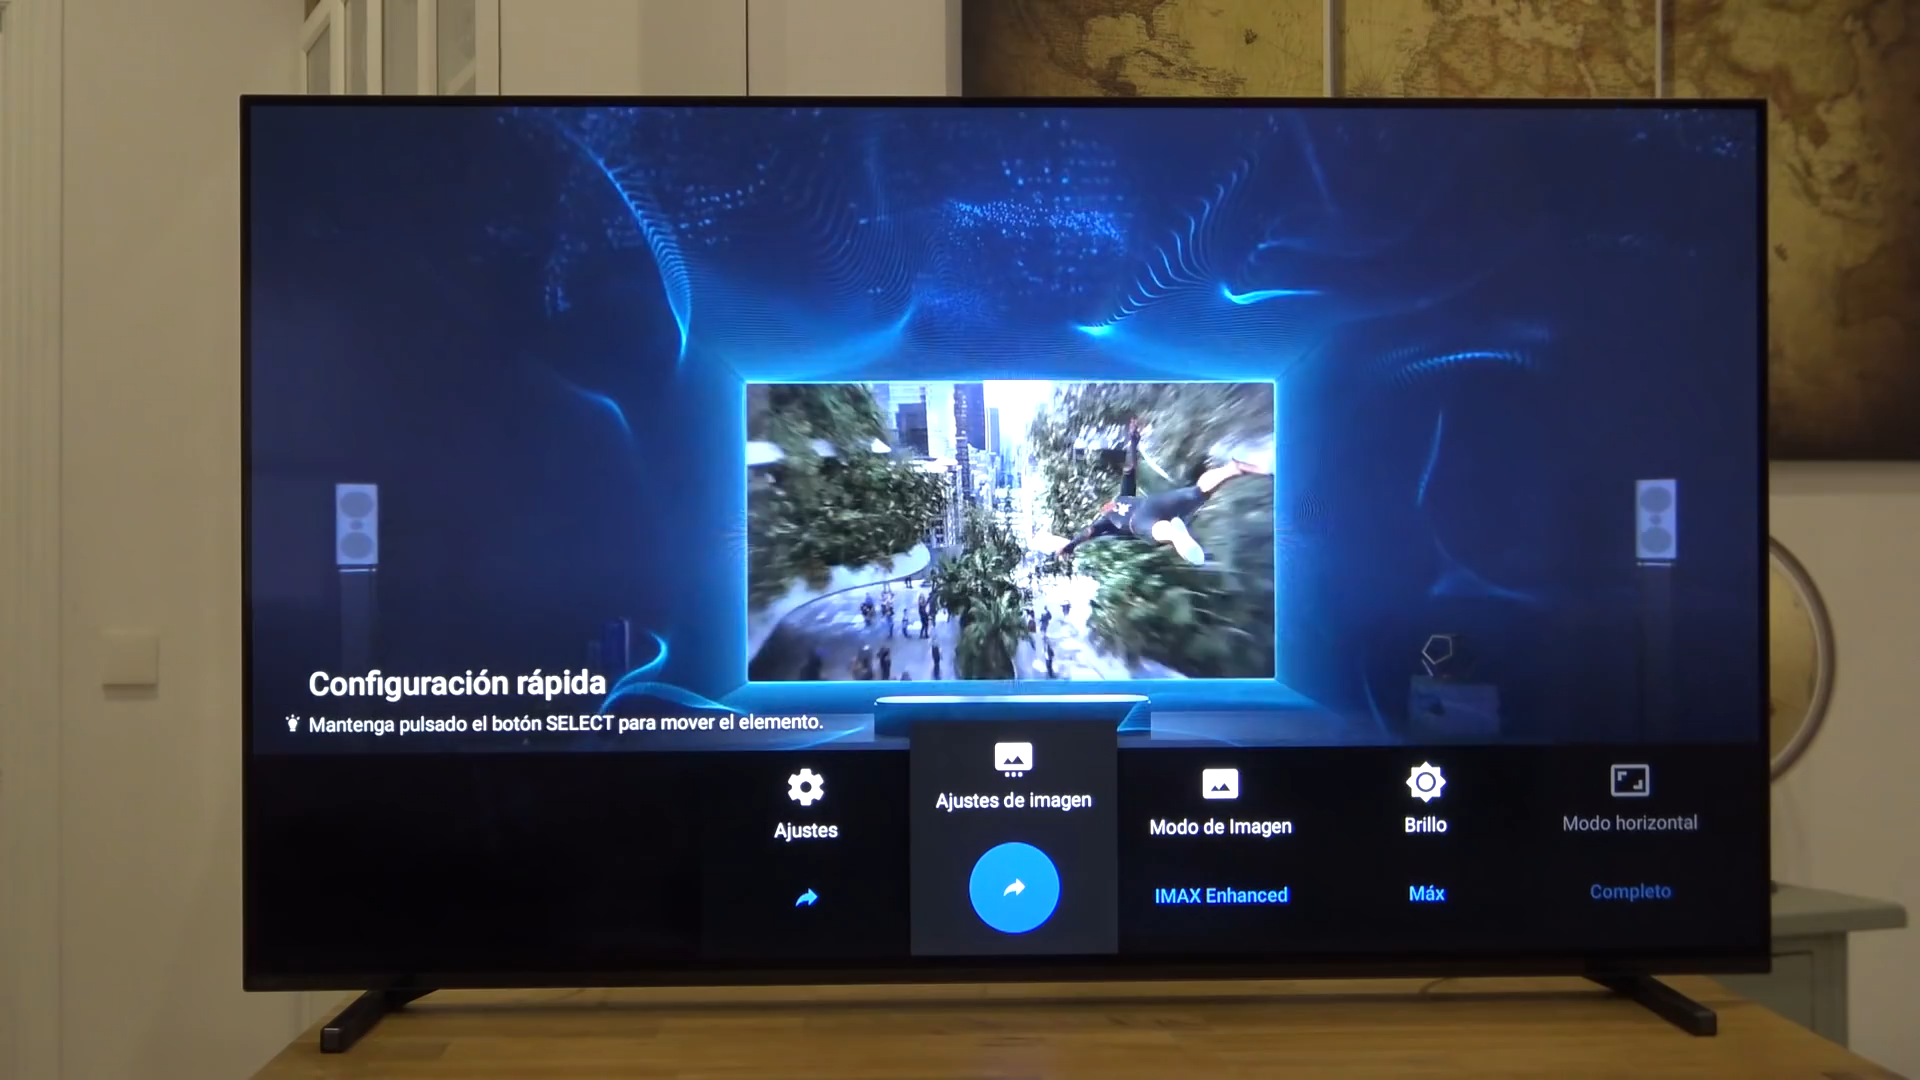 Configuración rápida
Mantenga pulsado el botón SELECT para mover el elemento.
Ajustes
Ajustes de imagen
Modo de Imagen
IMAX Enhanced
Brillo
Máx
Modo horizontal
Completo